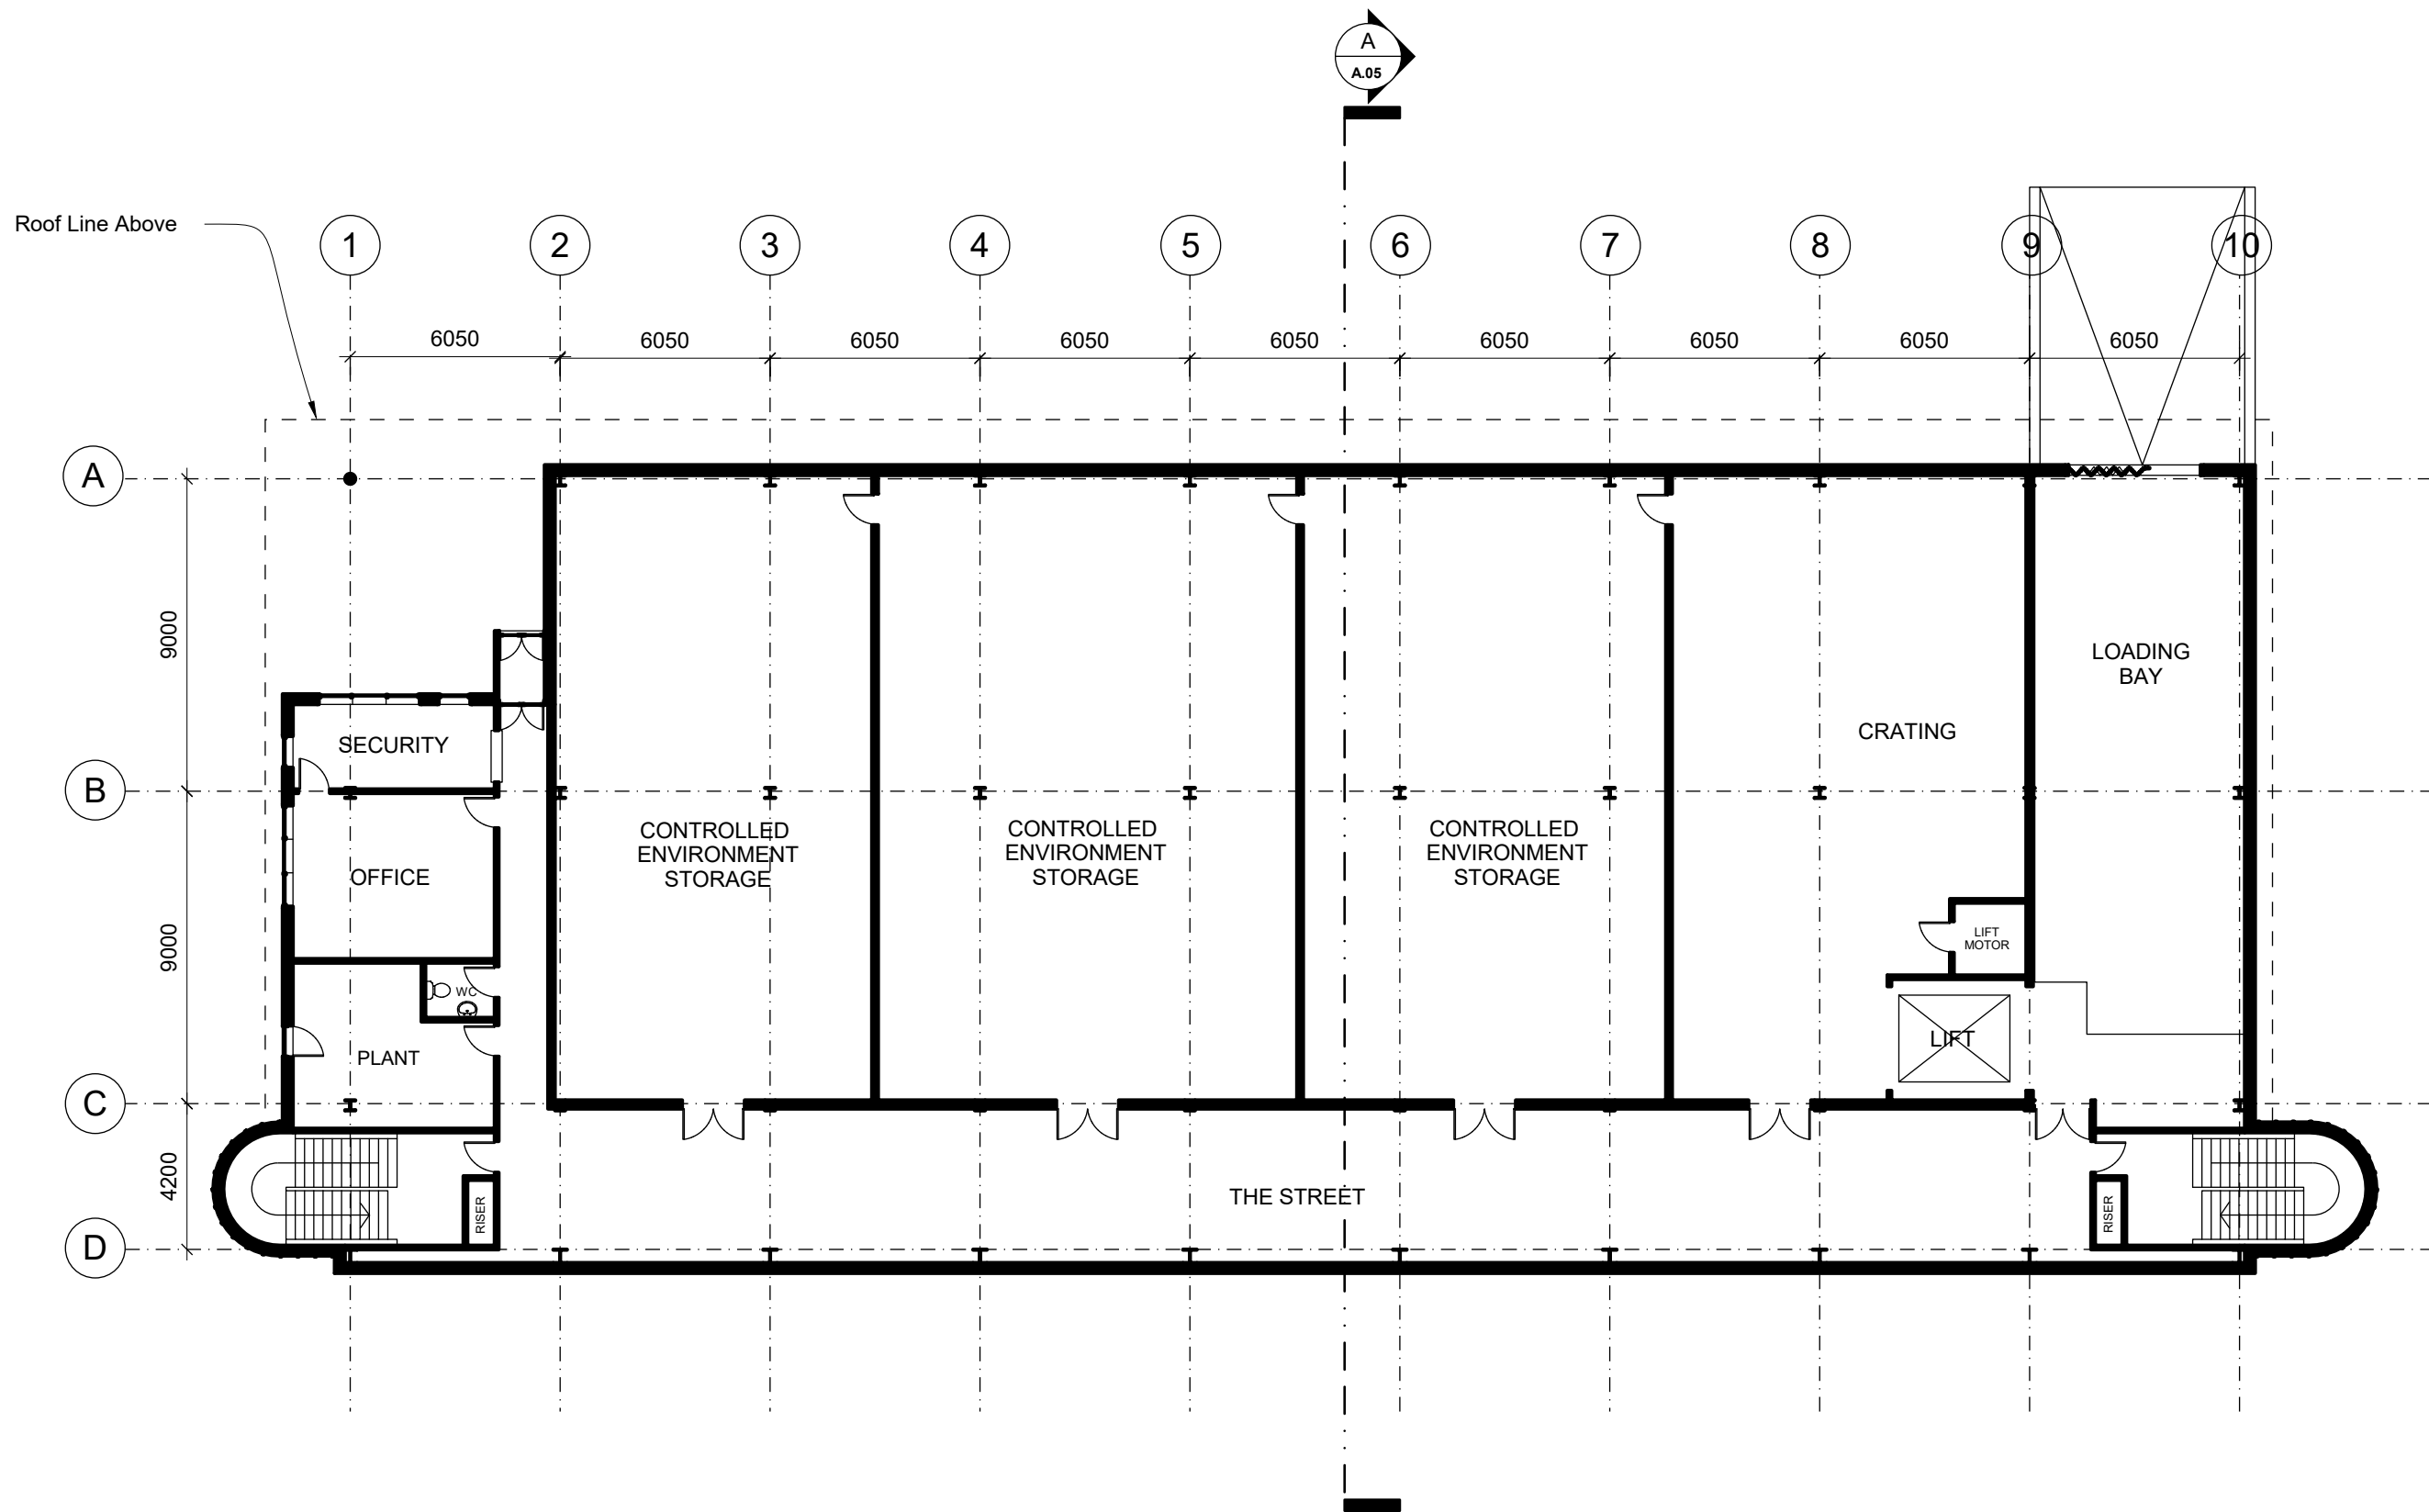 A
A.05
Roof Line Above
1
2
3
4
5
6
7
8
9
10
6050
6050
6050
6050
6050
6050
6050
6050
6050
A
9000
LOADING
BAY
CRATING
SECURITY
B
CONTROLLED
ENVIRONMENT
STORAGE
CONTROLLED
ENVIRONMENT
STORAGE
CONTROLLED
ENVIRONMENT
STORAGE
OFFICE
9000
LIFT
MOTOR
WC
LIFT
PLANT
C
4200
THE STREET
RISER
RISER
D